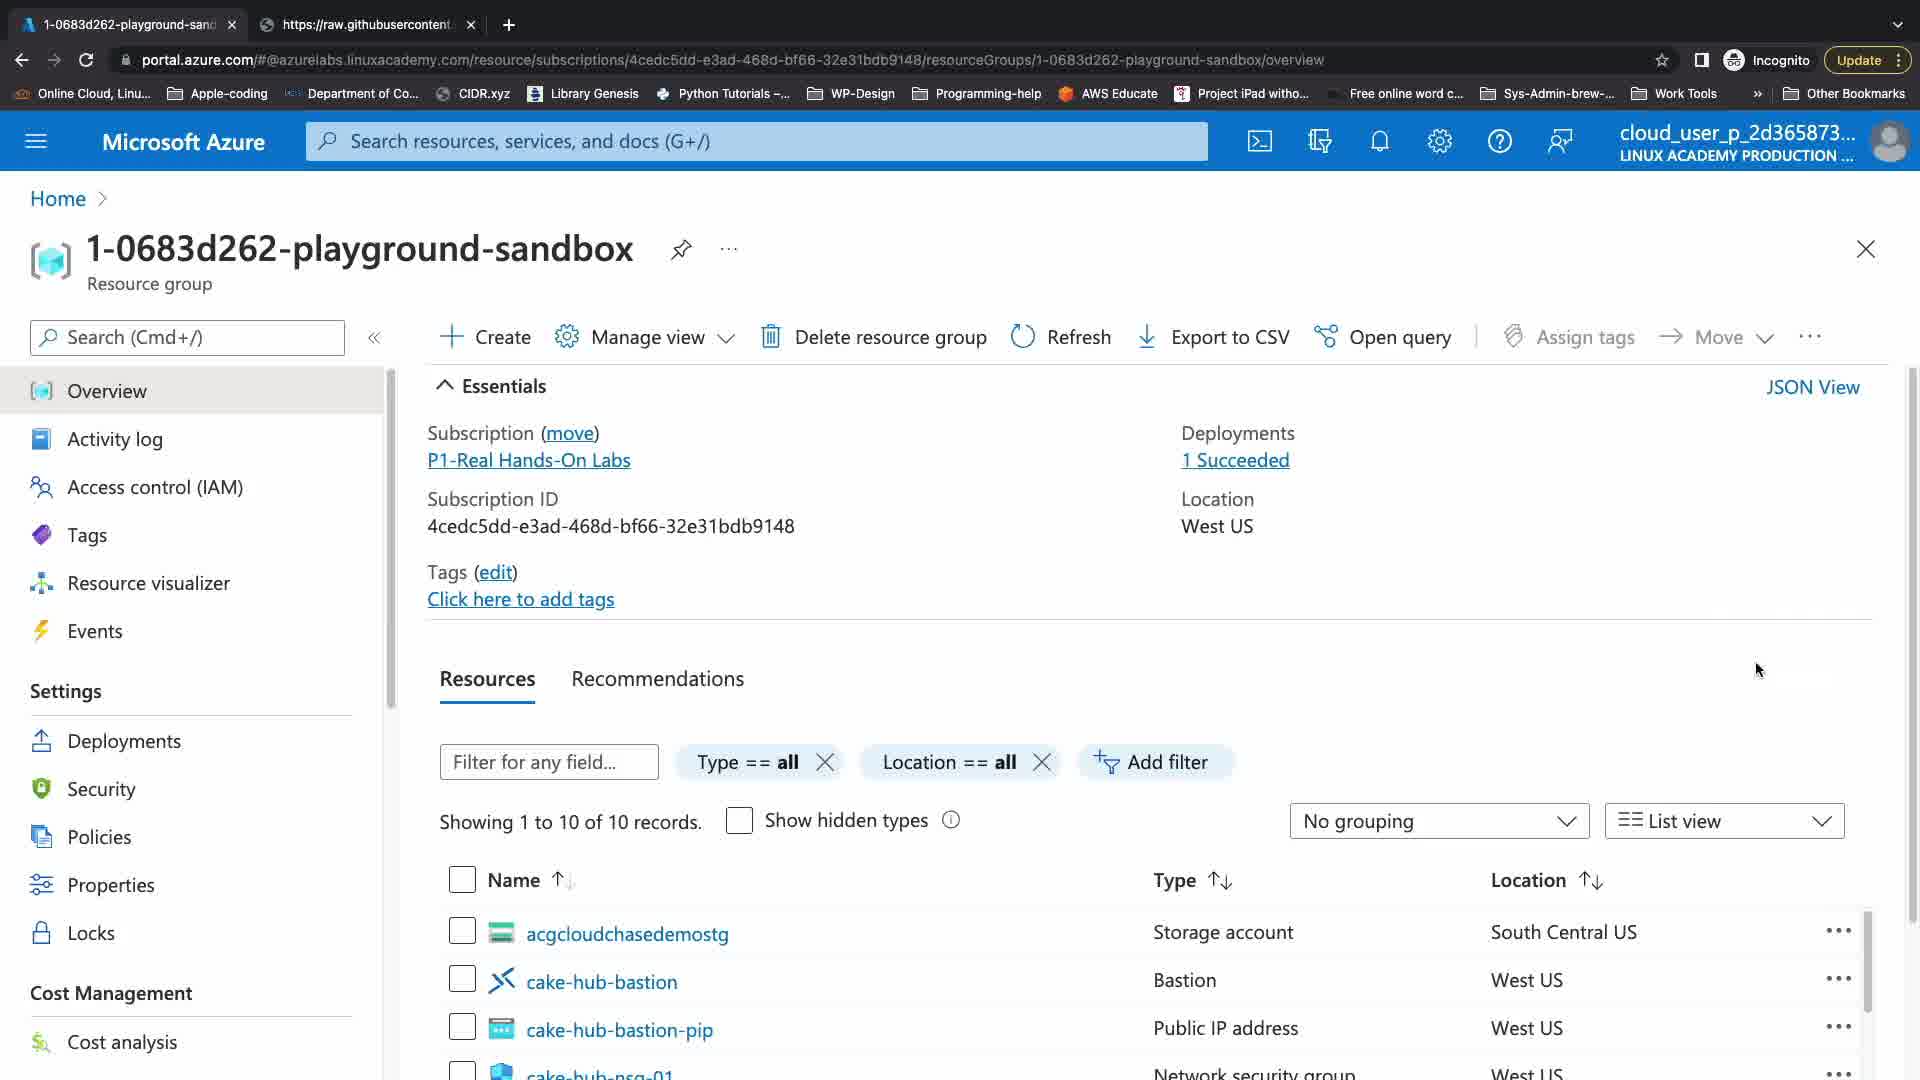 1-0683d262-playground-sand
https://raw.githubusercontent
portal.azure.com/#@azurelabs.linuxacademy.com/resource/subscriptions/4cedc5dd-e3ad-468d-bf66-32e31bdb9148/resourceGroups/1-0683d262-playground-sandbox/overview
Incognito
Update
Online Cloud, Linu...
Apple-coding
Department of Co...
CIDR.xyz
Library Genesis
Python Tutorials –...
WP-Design
Programming-help
AWS Educate
Project iPad witho...
Free online word c...
Sys-Admin-brew-...
Work Tools
»
Other Bookmarks
Microsoft Azure
Search resources, services, and docs (G+/)
cloud_user_p_2d365873...
LINUX ACADEMY PRODUCTION ...
Home
1-0683d262-playground-sandbox
...
Resource group
Search (Cmd+/)
«
Create
Manage view
Delete resource group
Refresh
Export to CSV
Open query
Assign tags
Move
...
Overview
Activity log
Access control (IAM)
Tags
Resource visualizer
Events
Settings
Deployments
Security
Policies
Properties
Locks
Cost Management
Cost analysis
Essentials
JSON View
Subscription (move)
P1-Real Hands-On Labs
Subscription ID
4cedc5dd-e3ad-468d-bf66-32e31bdb9148
Deployments
1 Succeeded
Location
West US
Tags (edit)
Click here to add tags
Resources
Recommendations
Filter for any field...
Type == all
Location == all
Add filter
Showing 1 to 10 of 10 records.
Show hidden types
No grouping
List view
Name
Type
Location
acgcloudchasedemostg
Storage account
South Central US
...
cake-hub-bastion
Bastion
West US
...
cake-hub-bastion-pip
Public IP address
West US
...
cake-hub-nsg-01
Network security group
West US
...